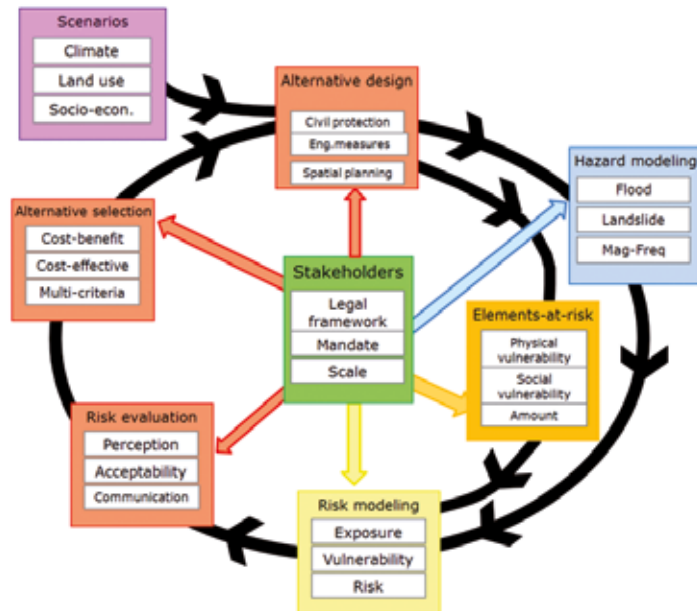 Scenarios
Climate
Land use
Socio-econ.
Alternative design
Civil protection
Eng.measures
Spatial planning
Hazard modeling
Flood
Landslide
Mag-Freq
Alternative selection
Cost-benefit
Cost-effective
Multi-criteria
Stakeholders
Legal
framework
Mandate
Scale
Elements-at-risk
Physical
vulnerability
Social
vulnerability
Amount
Risk evaluation
Perception
Acceptability
Communication
Risk modeling
Exposure
Vulnerability
Risk